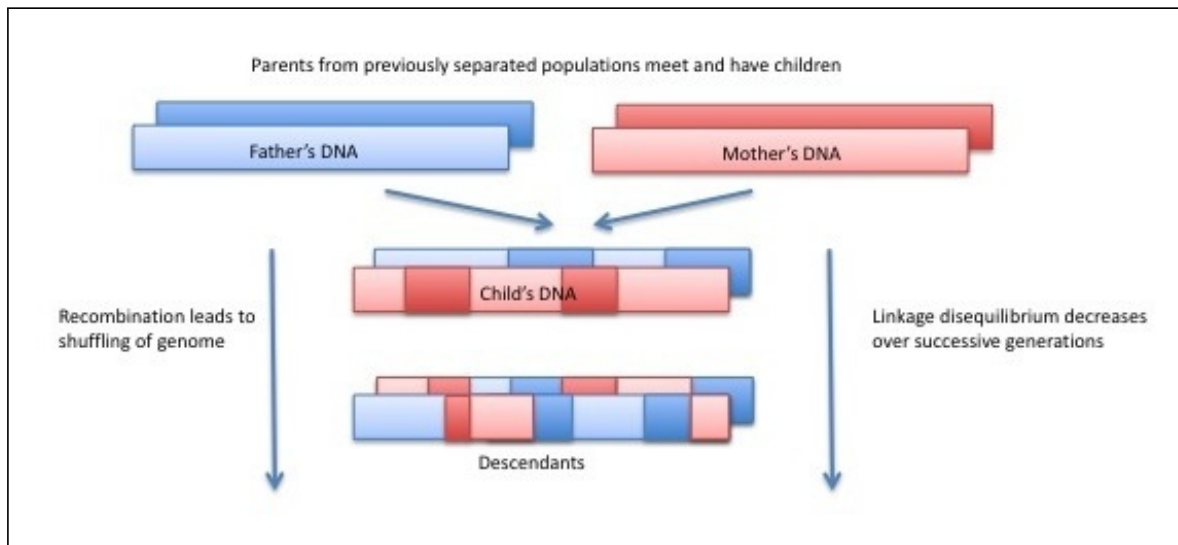 Parents from previously separated populations meet and have children
Father's DNA
Mother's DNA
Child's DNA
Recombination leads to
shuffling of genome
Linkage disequilibrium decreases
over successive generations
Descendants